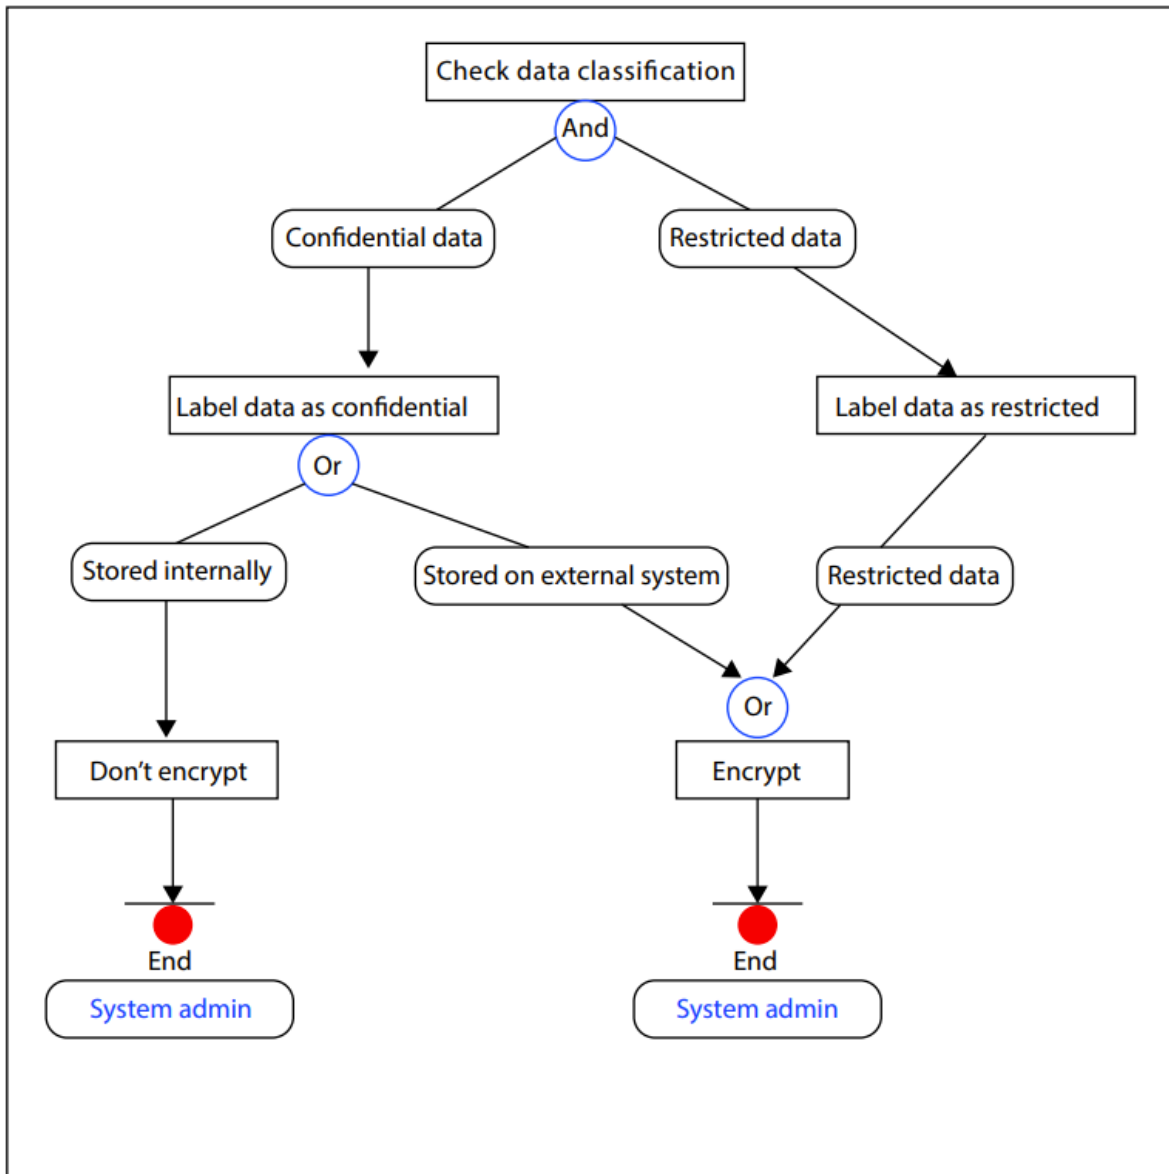 Check data classification
And
Confidential data
Restricted data
Label data as confidential
Label data as restricted
Or
Stored internally
Stored on external system
Restricted data
Or
Don’t encrypt
Encrypt
End
End
System admin
System admin